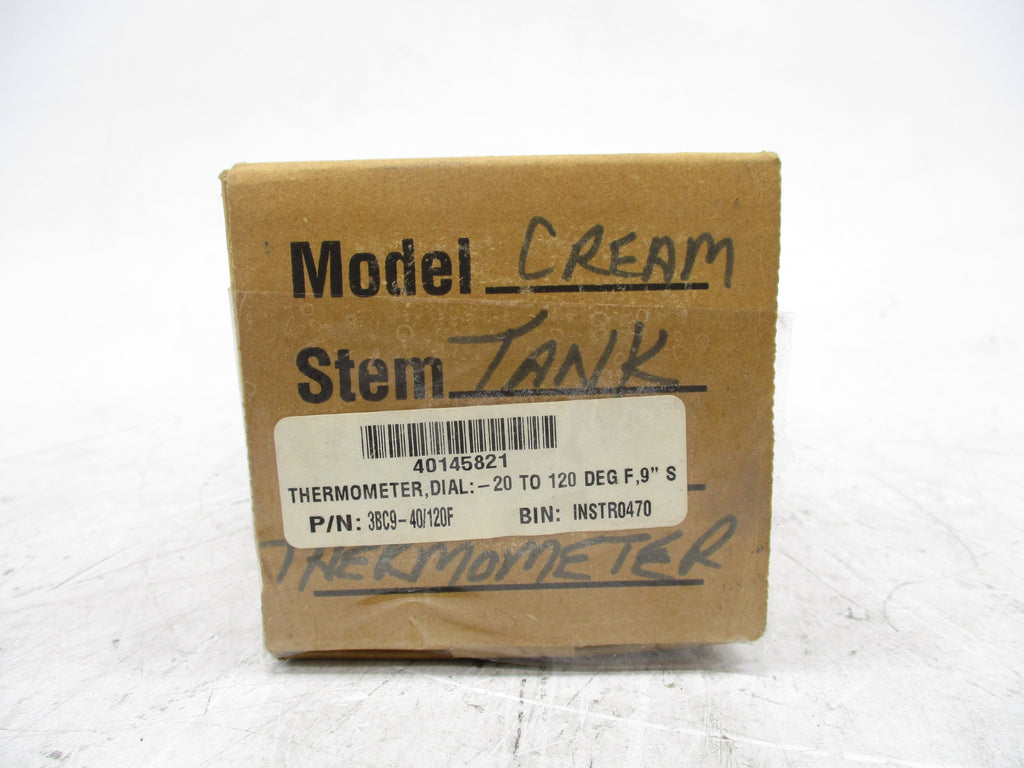 Model CREAM
Stem TANK
40145821
THERMOMETER,DIAL:-20 TO 120 DEG F,9" S
P/N: 3BC9-40/120F BIN: INSTR0470
THERMOMETER